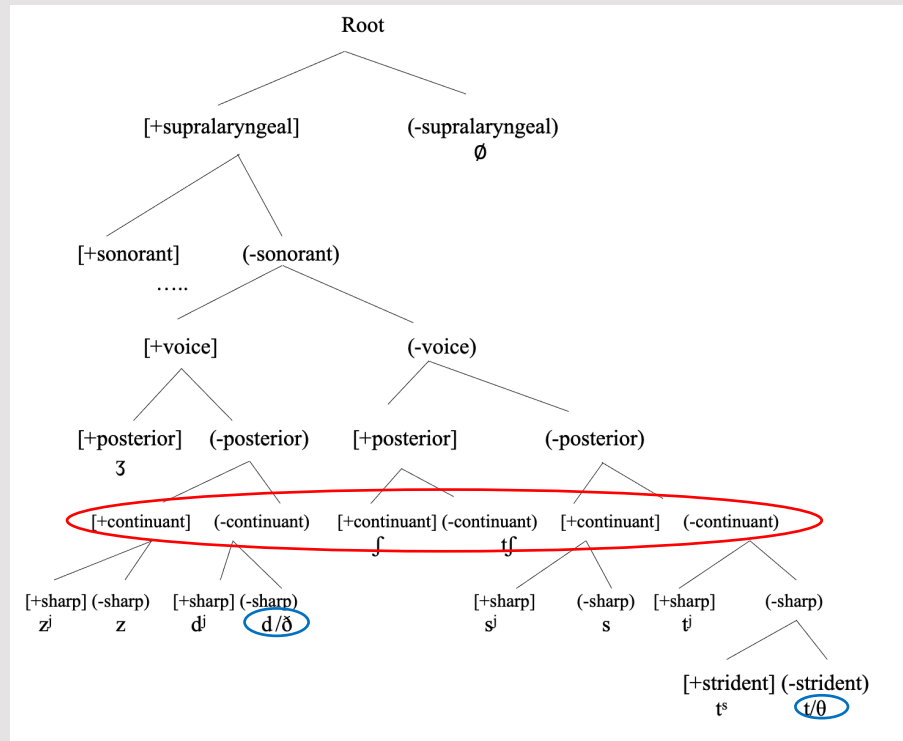 Root
[+supralaryngeal] (-supralaryngeal)
Ø
[+sonorant] (-sonorant)
.....
[+voice] (-voice)
[+posterior] (-posterior) [+posterior] (-posterior)
ʒ
[+continuant] (-continuant) [+continuant] (-continuant) [+continuant] (-continuant)
ʃ tʃ
[+sharp] (-sharp) [+sharp] (-sharp) [+sharp] (-sharp) [+sharp] (-sharp)
zʲ z dʲ d/ð sʲ s tʲ
[+strident] (-strident)
tˢ t/θ